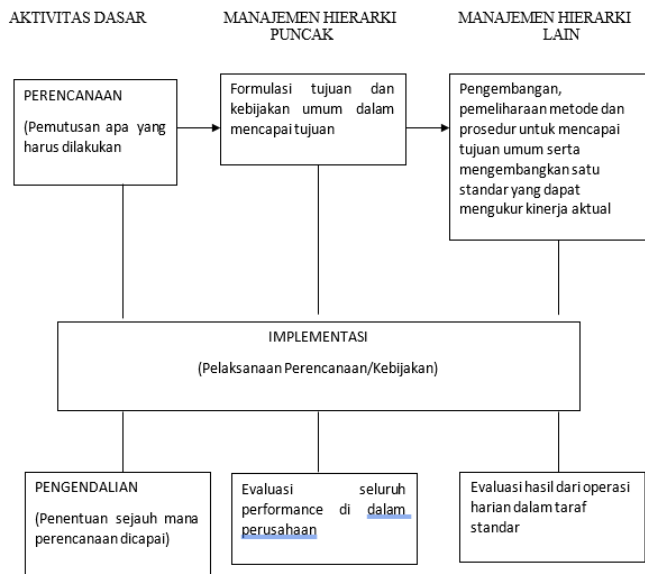 AKTIVITAS DASAR
MANAJEMEN HIERARKI
PUNCAK
MANAJEMEN HIERARKI
LAIN
PERENCANAAN
(Pemutusan apa yang
harus dilakukan
Formulasi tujuan dan
kebijakan umum dalam
mencapai tujuan
Pengembangan,
pemeliharaan metode dan
prosedur untuk mencapai
tujuan umum serta
mengembangkan satu
standar yang dapat
mengukur kinerja aktual
IMPLEMENTASI
(Pelaksanaan Perencanaan/Kebijakan)
PENGENDALIAN
(Penentuan sejauh mana
perencanaan dicapai)
Evaluasi seluruh
performance di dalam
perusahaan
Evaluasi hasil dari operasi
harian dalam taraf
standar